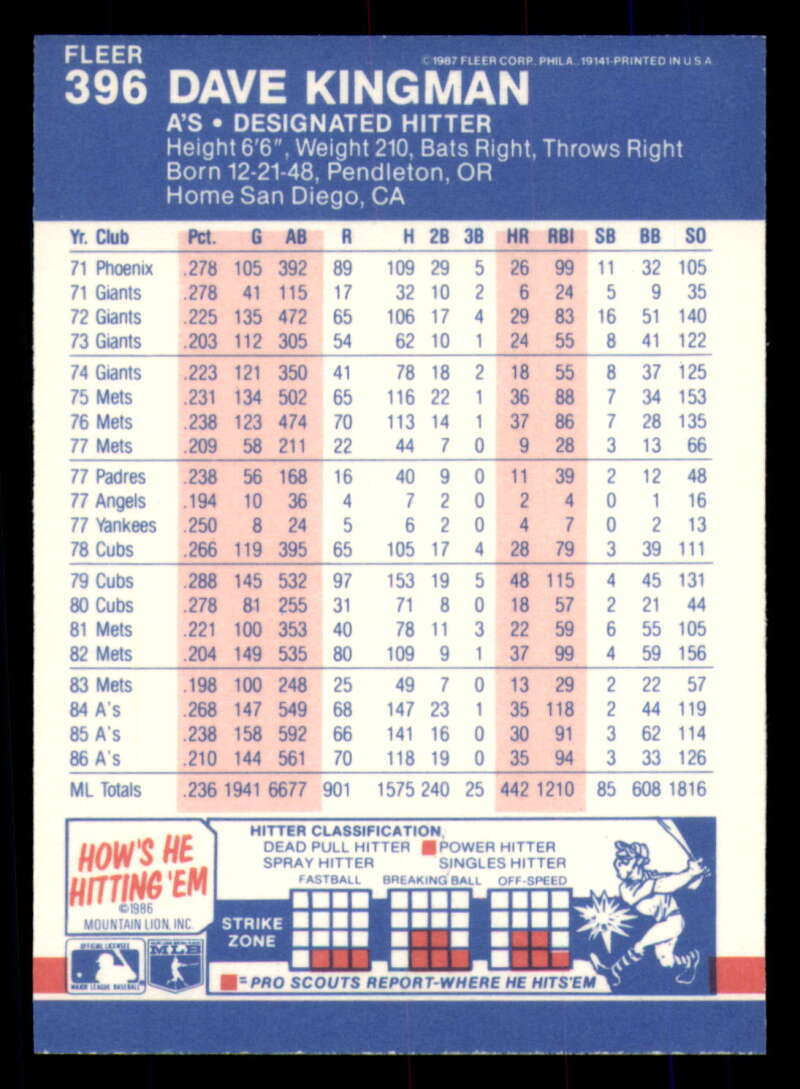 FLEER
©1987 FLEER CORP. PHILA., 19141-PRINTED IN U.S.A.
396 DAVE KINGMAN
A'S • DESIGNATED HITTER
Height 6'6", Weight 210, Bats Right, Throws Right
Born 12-21-48, Pendleton, OR
Home San Diego, CA
Yr. Club Pct. G AB R H 2B 3B HR RBI SB BB SO
71 Phoenix .278 105 392 89 109 29 5 26 99 11 32 105
71 Giants .278 41 115 17 32 10 2 6 24 5 9 35
72 Giants .225 135 472 65 106 17 4 29 83 16 51 140
73 Giants .203 112 305 54 62 10 1 24 55 8 41 122
74 Giants .223 121 350 41 78 18 2 18 55 8 37 125
75 Mets .231 134 502 65 116 22 1 36 88 7 34 153
76 Mets .238 123 474 70 113 14 1 37 86 7 28 135
77 Mets .209 58 211 22 44 7 0 9 28 3 13 66
77 Padres .238 56 168 16 40 9 0 11 39 2 12 48
77 Angels .194 10 36 4 7 2 0 2 4 0 1 16
77 Yankees .250 8 24 5 6 2 0 4 7 0 2 13
78 Cubs .266 119 395 65 105 17 4 28 79 3 39 111
79 Cubs .288 145 532 97 153 19 5 48 115 4 45 131
80 Cubs .278 81 255 31 71 8 0 18 57 2 21 44
81 Mets .221 100 353 40 78 11 3 22 59 6 55 105
82 Mets .204 149 535 80 109 9 1 37 99 4 59 156
83 Mets .198 100 248 25 49 7 0 13 29 2 22 57
84 A's .268 147 549 68 147 23 1 35 118 2 44 119
85 A's .238 158 592 66 141 16 0 30 91 3 62 114
86 A's .210 144 561 70 118 19 0 35 94 3 33 126
ML Totals .236 1941 6677 901 1575 240 25 442 1210 85 608 1816
HOW'S HE
HITTING 'EM
©1986
MOUNTAIN LION, INC.
OFFICIAL LICENSEE
MAJOR LEAGUE BASEBALL
MLB
HITTER CLASSIFICATION
DEAD PULL HITTER POWER HITTER
SPRAY HITTER SINGLES HITTER
FASTBALL BREAKING BALL OFF-SPEED
STRIKE
ZONE
=PRO SCOUTS REPORT-WHERE HE HITS'EM